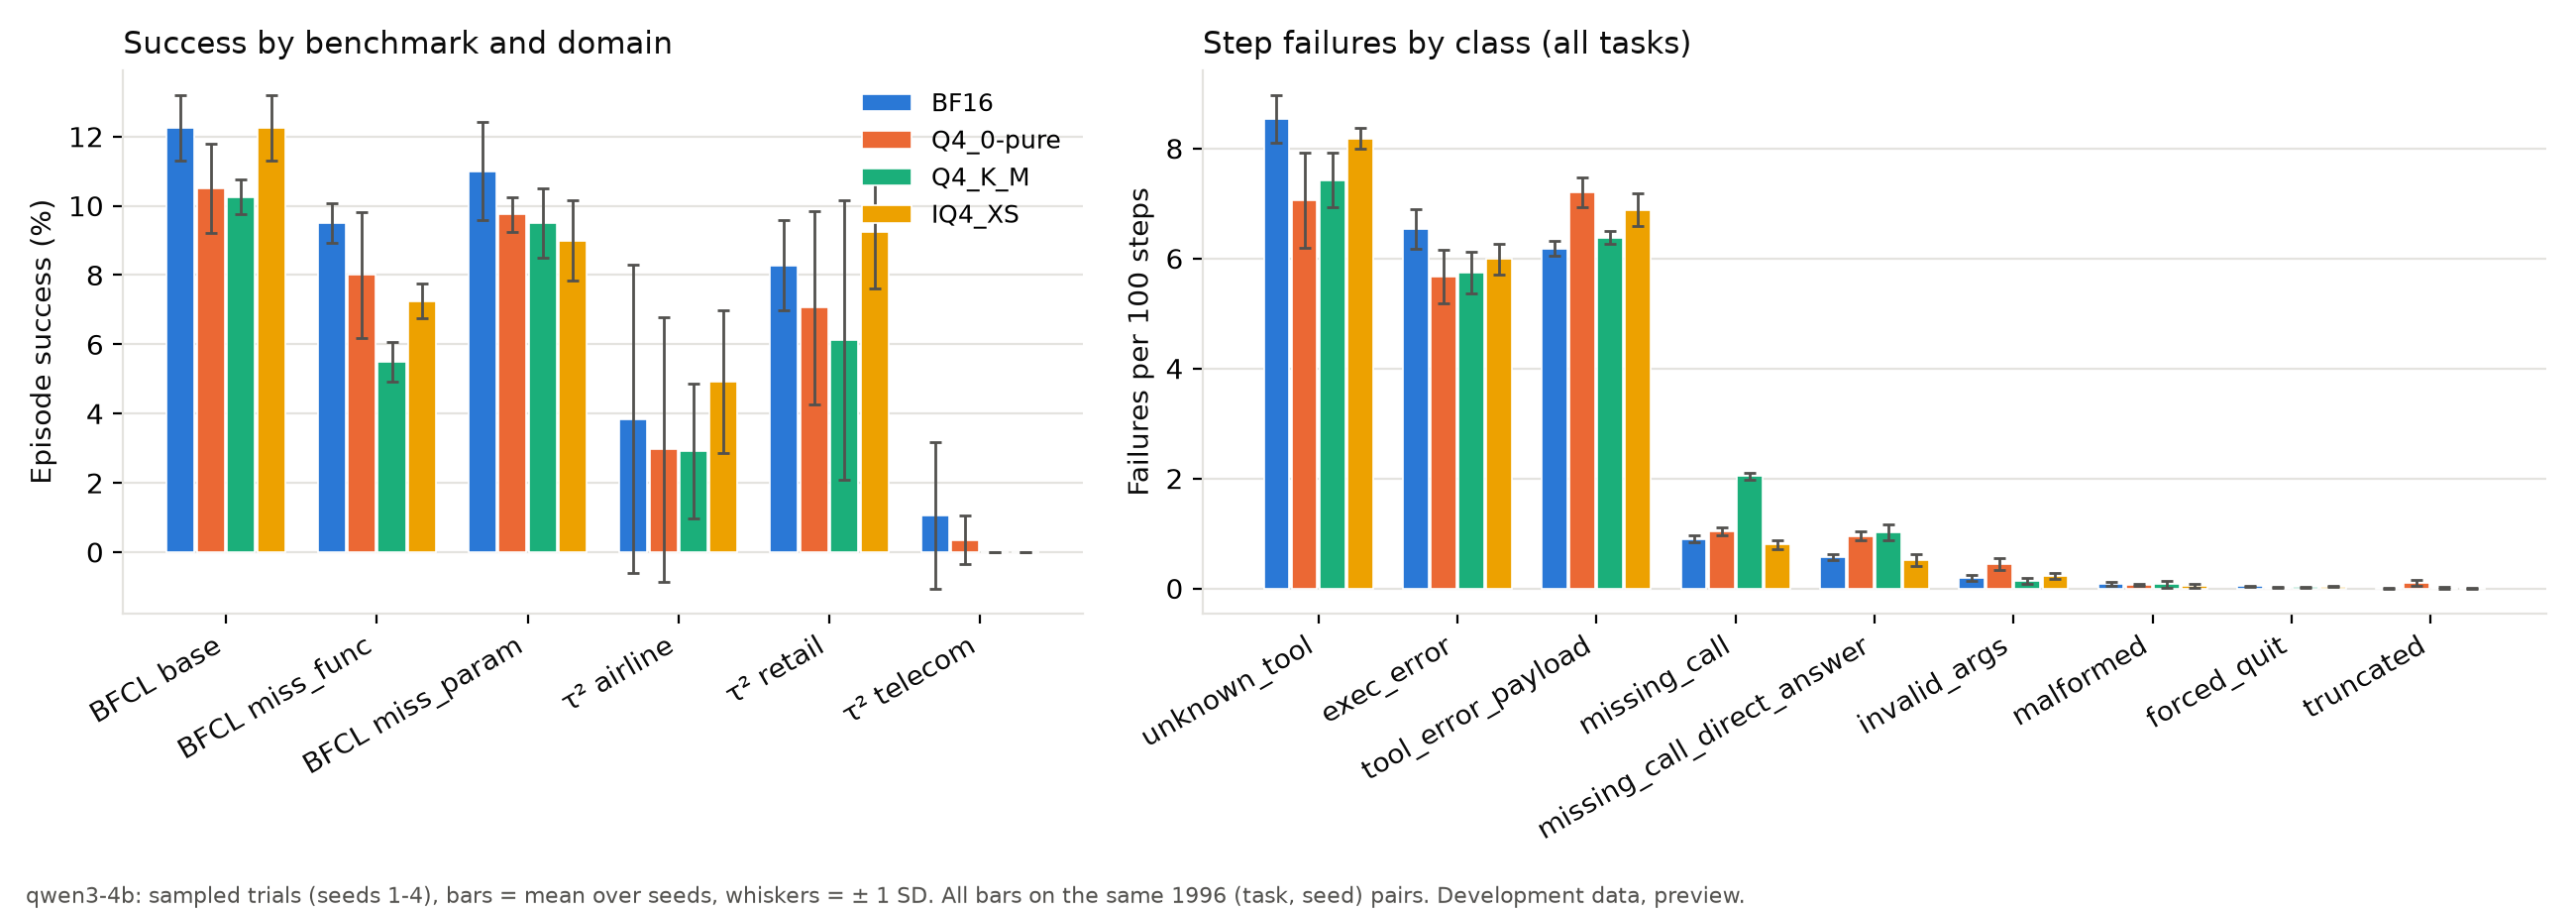 Success by benchmark and domain
Episode success (%)
12
10
8
6
4
2
0
BF16
Q4_0-pure
Q4_K_M
IQ4_XS
BFCL base
BFCL miss_func
BFCL miss_param
τ² airline
τ² retail
τ² telecom
Step failures by class (all tasks)
Failures per 100 steps
8
6
4
2
0
unknown_tool
exec_error
tool_error_payload
missing_call
missing_call_direct_answer
invalid_args
malformed
forced_quit
truncated
qwen3-4b: sampled trials (seeds 1-4), bars = mean over seeds, whiskers = ± 1 SD. All bars on the same 1996 (task, seed) pairs. Development data, preview.